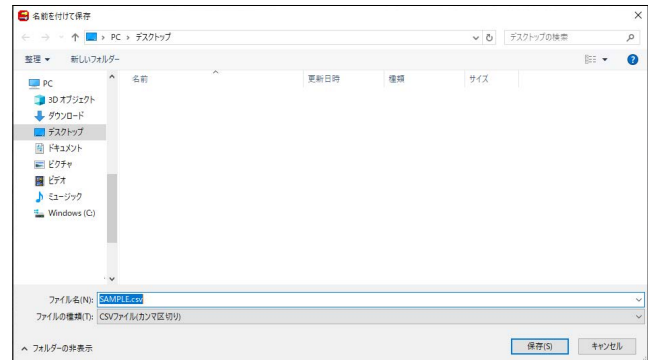 名前を付けて保存
PC › デスクトップ
デスクトップの検索
整理 新しいフォルダー
名前 更新日時 種類 サイズ
PC
3D オブジェクト
ダウンロード
デスクトップ
ドキュメント
ピクチャ
ビデオ
ミュージック
Windows (C:)
ファイル名(N): SAMPLE.csv
ファイルの種類(T): CSVファイル(カンマ区切り)
フォルダーの非表示
保存(S) キャンセル